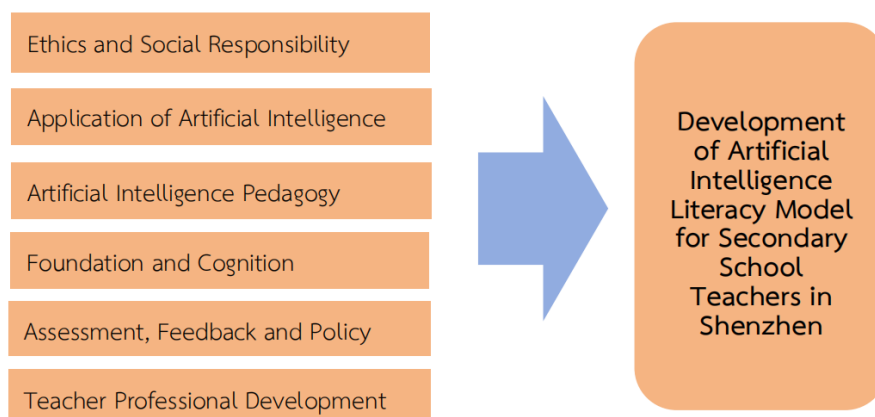 Ethics and Social Responsibility
Application of Artificial Intelligence
Artificial Intelligence Pedagogy
Foundation and Cognition
Assessment, Feedback and Policy
Teacher Professional Development
Development
of Artificial
Intelligence
Literacy Model
for Secondary
School
Teachers in
Shenzhen